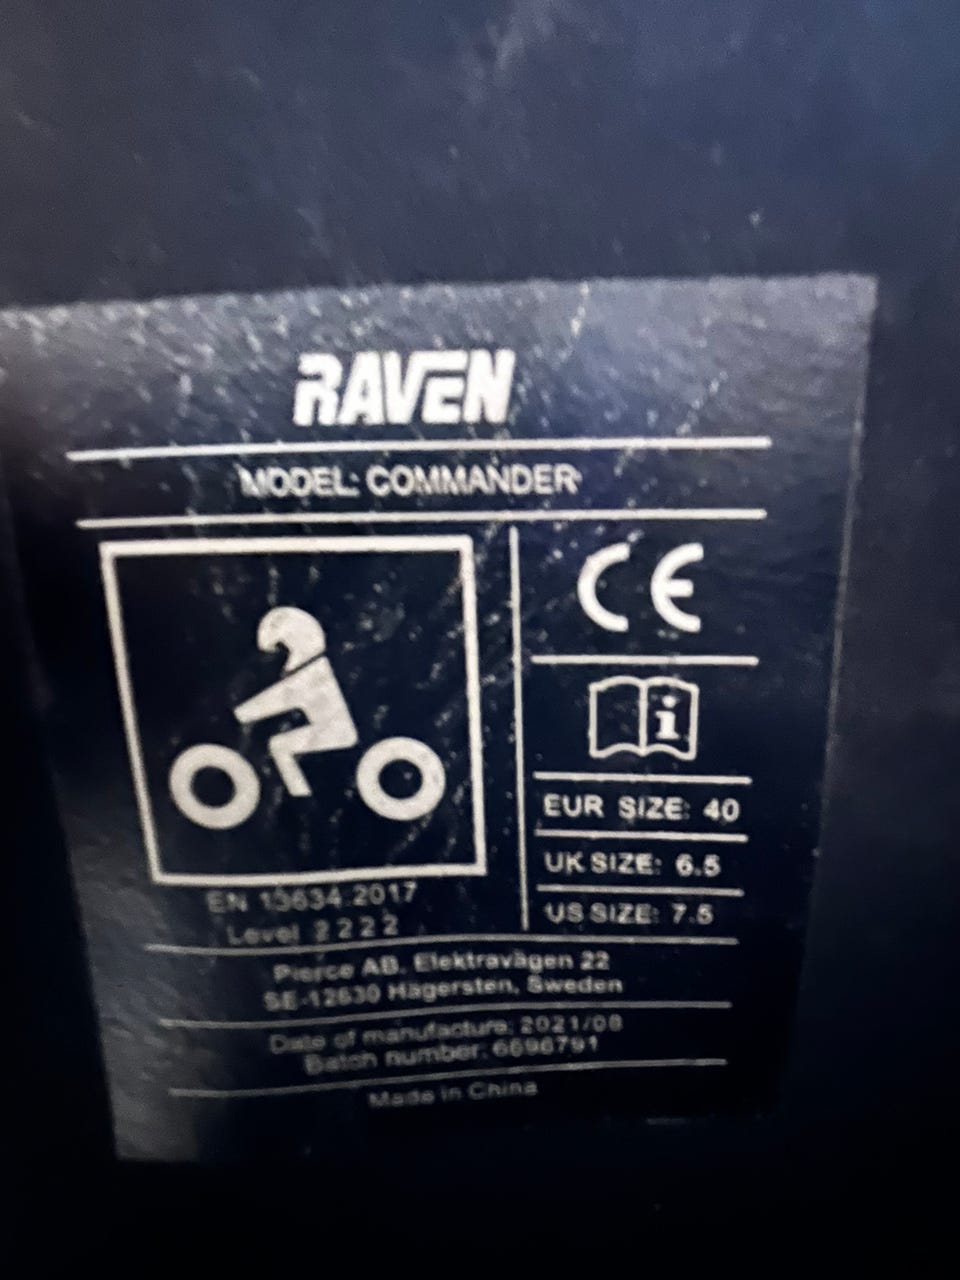 RAVEN
MODEL: COMMANDER
CE
i
EUR SIZE: 40
UK SIZE: 6.5
US SIZE: 7.5
EN 13634:2017
Level 2 2 2 2
Pierce AB, Elektravägen 22
SE-12630 Hägersten, Sweden
Date of manufacture: 2021/08
Batch number:
Made in China